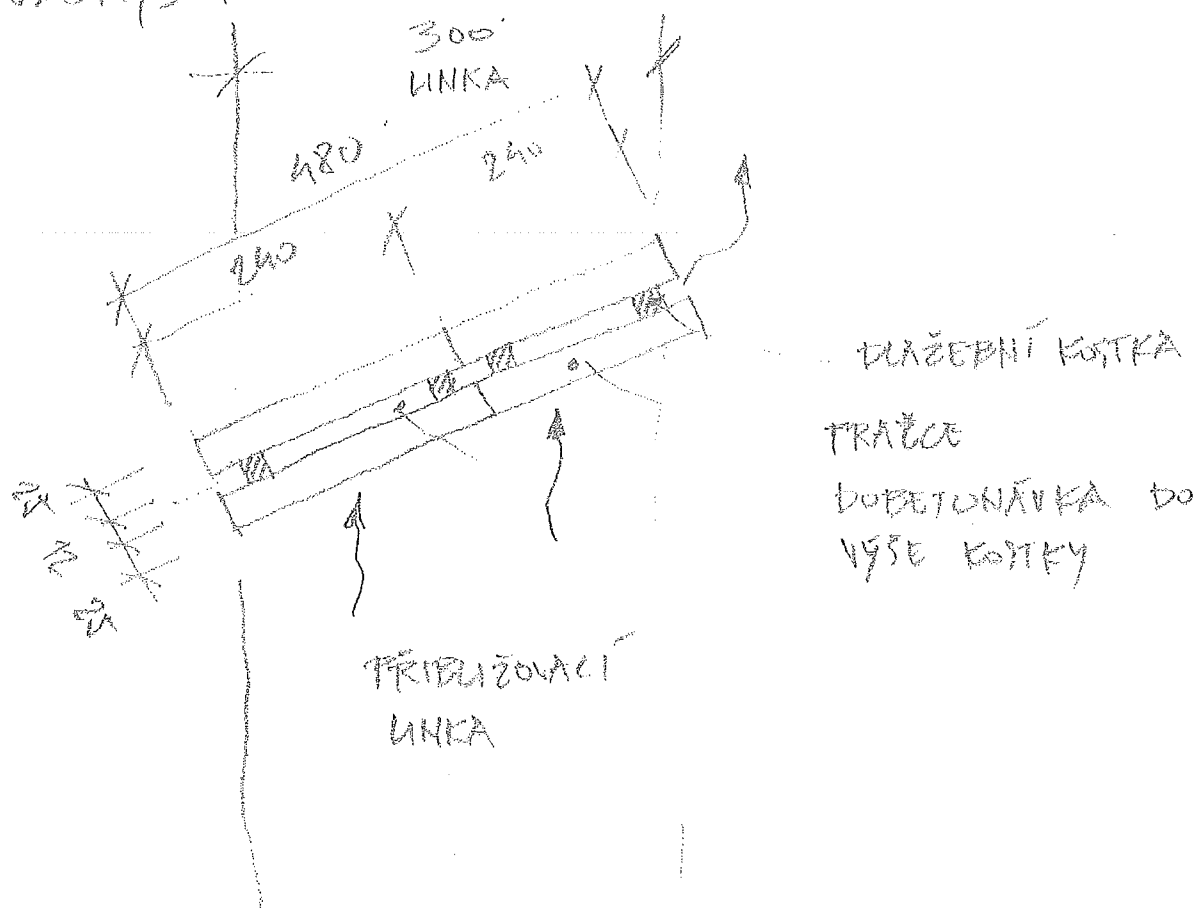 300
LINKA
480
240
240
DLAŽEBNÍ KOSTKA
PRAŽCE
DOBETONÁVKA DO
VÝŠE KOSTKY
PŘIBLIŽOVACÍ
LINKA